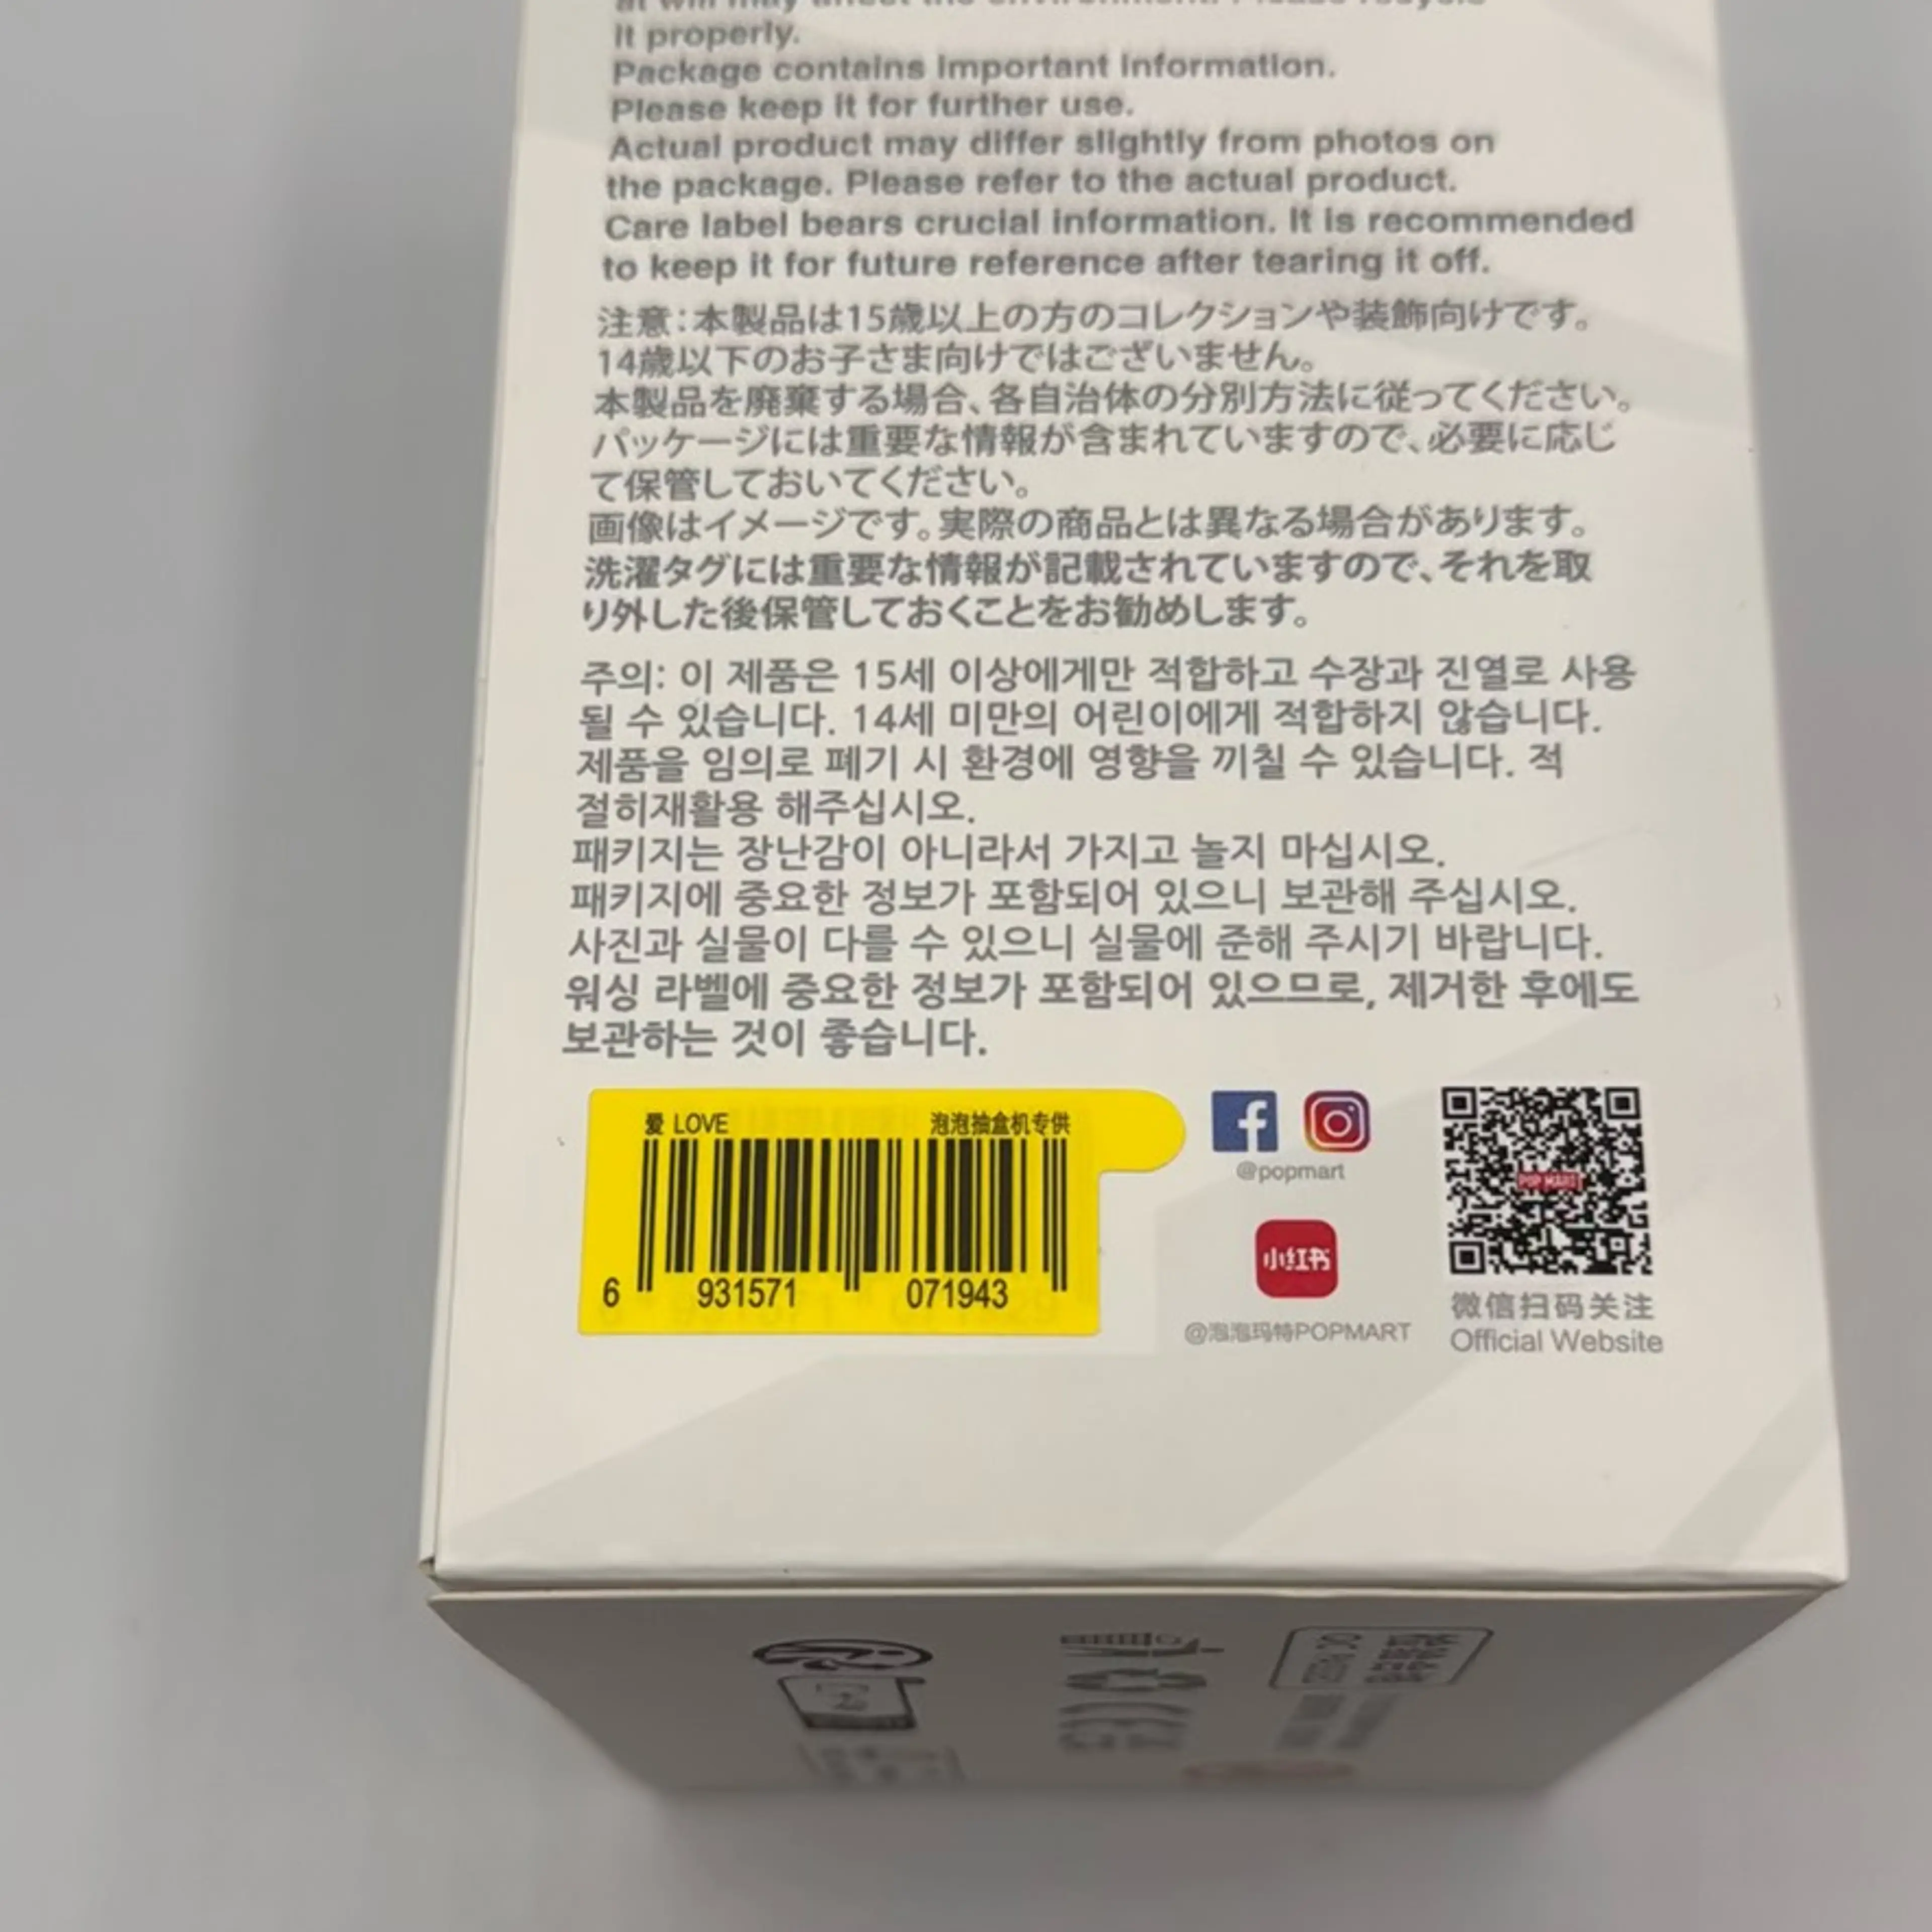 at will may affect the environment. Please recycle
it properly.
Package contains important information.
Please keep it for further use.
Actual product may differ slightly from photos on
the package. Please refer to the actual product.
Care label bears crucial information. It is recommended
to keep it for future reference after tearing it off.
注意：本製品は15歳以上の方のコレクションや装飾向けです。
14歳以下のお子さま向けではございません。
本製品を廃棄する場合、各自治体の分別方法に従ってください。
パッケージには重要な情報が含まれていますので、必要に応じ
て保管しておいてください。
画像はイメージです。実際の商品とは異なる場合があります。
洗濯タグには重要な情報が記載されていますので、それを取
り外した後保管しておくことをお勧めします。
주의: 이 제품은 15세 이상에게만 적합하고 수장과 진열로 사용
될 수 있습니다. 14세 미만의 어린이에게 적합하지 않습니다.
제품을 임의로 폐기 시 환경에 영향을 끼칠 수 있습니다. 적
절히재활용 해주십시오.
패키지는 장난감이 아니라서 가지고 놀지 마십시오.
패키지에 중요한 정보가 포함되어 있으니 보관해 주십시오.
사진과 실물이 다를 수 있으니 실물에 준해 주시기 바랍니다.
워싱 라벨에 중요한 정보가 포함되어 있으므로, 제거한 후에도
보관하는 것이 좋습니다.
爱 LOVE 泡泡抽盒机专供
6 931571 071943
@popmart
小红书
@泡泡玛特POPMART
POP MART
微信扫码关注
Official Website